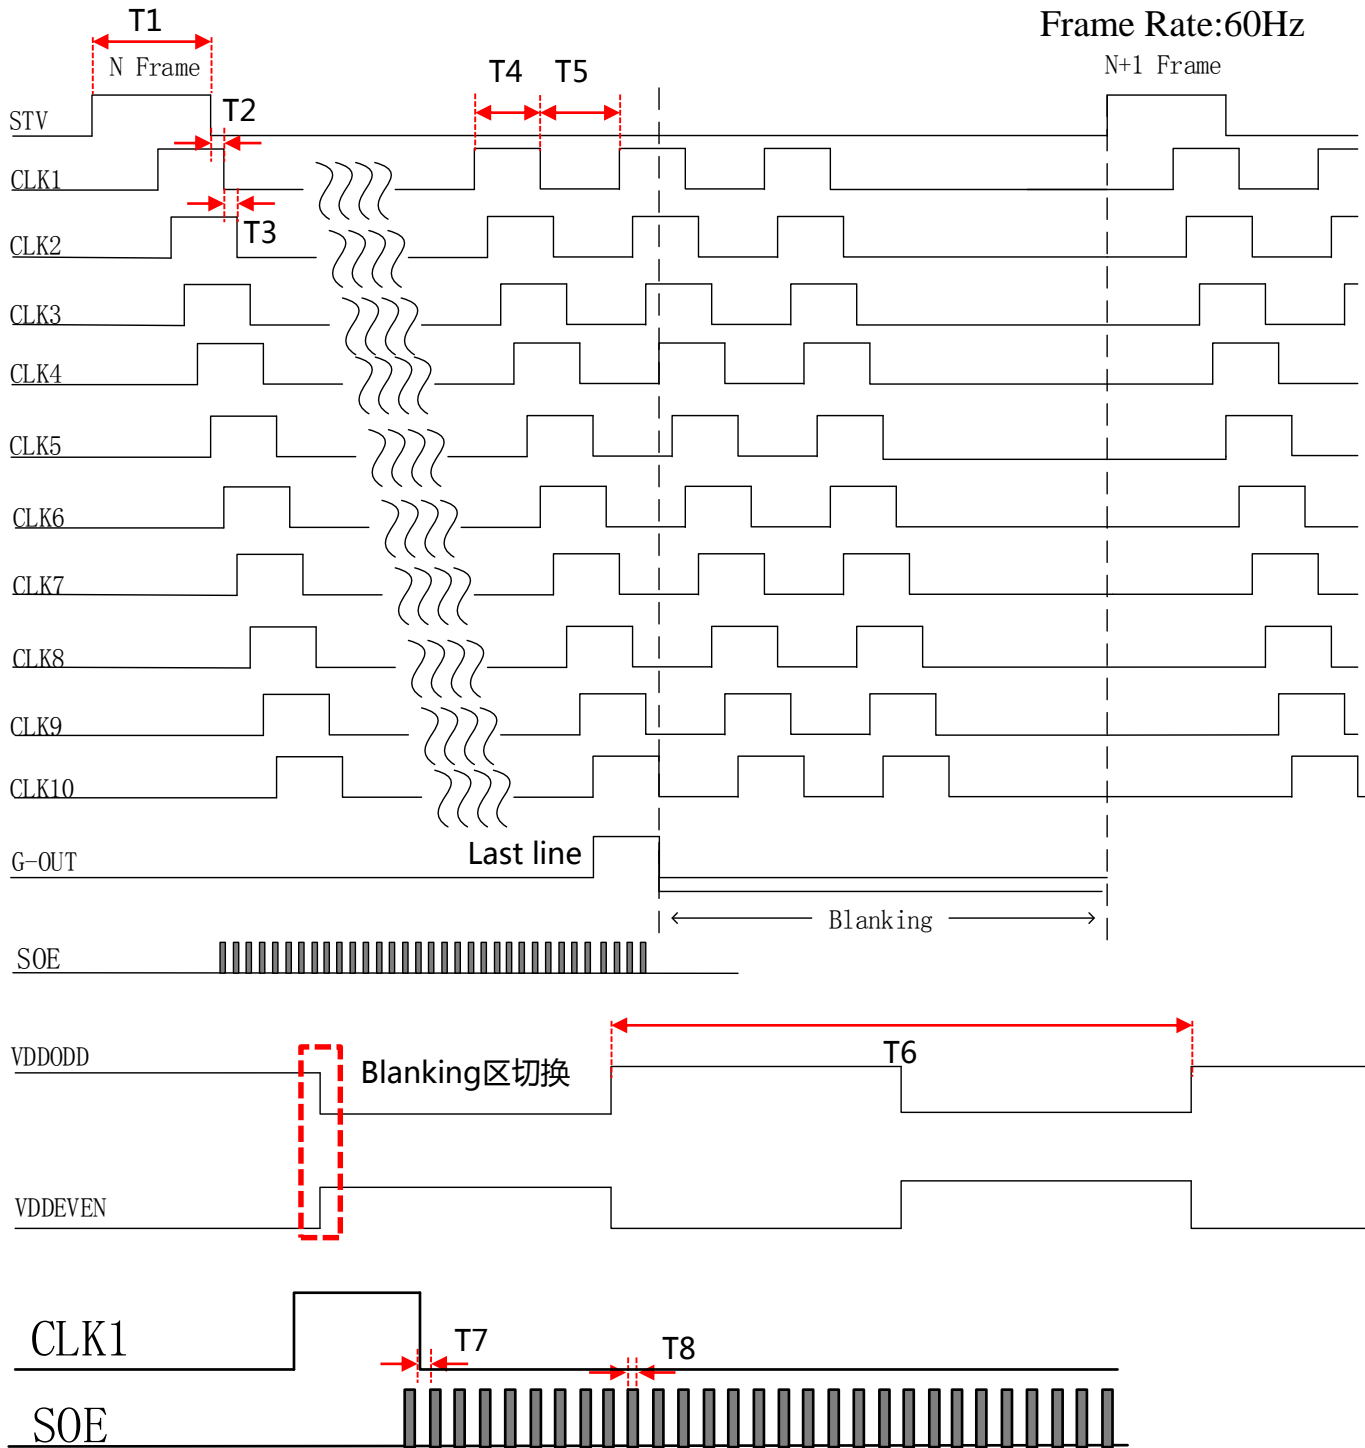 Frame Rate:60Hz
T1
N Frame
N+1 Frame
T4
T5
STV
T2
CLK1
T3
CLK2
CLK3
CLK4
CLK5
CLK6
CLK7
CLK8
CLK9
CLK10
Last line
G-OUT
Blanking
SOE
VDDODD
T6
Blanking区切换
VDDEVEN
CLK1
T7
T8
SOE